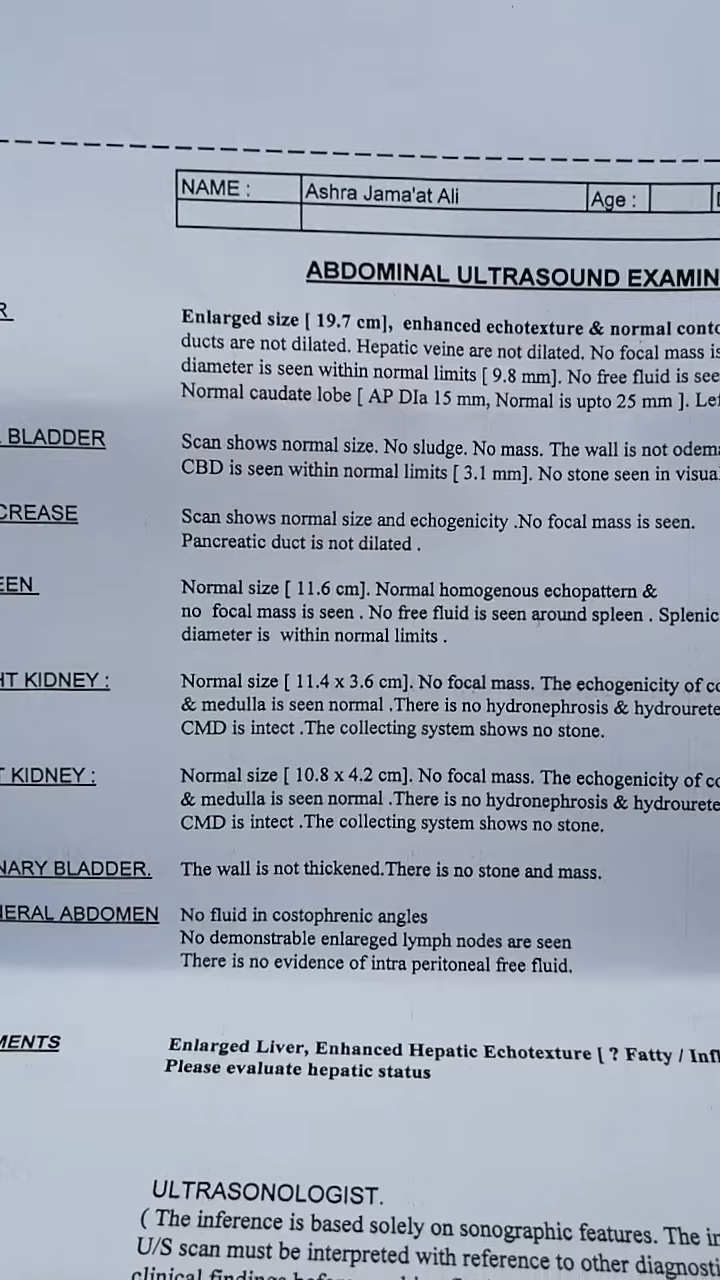 NAME : Ashra Jama'at Ali Age :
ABDOMINAL ULTRASOUND EXAMIN
R
Enlarged size [ 19.7 cm], enhanced echotexture & normal conto
ducts are not dilated. Hepatic veine are not dilated. No focal mass is
diameter is seen within normal limits [ 9.8 mm]. No free fluid is see
Normal caudate lobe [ AP DIa 15 mm, Normal is upto 25 mm ]. Lef
BLADDER Scan shows normal size. No sludge. No mass. The wall is not odema
CBD is seen within normal limits [ 3.1 mm]. No stone seen in visua
CREASE Scan shows normal size and echogenicity .No focal mass is seen.
Pancreatic duct is not dilated .
EEN Normal size [ 11.6 cm]. Normal homogenous echopattern &
no focal mass is seen . No free fluid is seen around spleen . Splenic
diameter is within normal limits .
HT KIDNEY : Normal size [ 11.4 x 3.6 cm]. No focal mass. The echogenicity of co
& medulla is seen normal .There is no hydronephrosis & hydrourete
CMD is intect .The collecting system shows no stone.
T KIDNEY : Normal size [ 10.8 x 4.2 cm]. No focal mass. The echogenicity of co
& medulla is seen normal .There is no hydronephrosis & hydrourete
CMD is intect .The collecting system shows no stone.
NARY BLADDER. The wall is not thickened.There is no stone and mass.
NERAL ABDOMEN No fluid in costophrenic angles
No demonstrable enlareged lymph nodes are seen
There is no evidence of intra peritoneal free fluid.
MENTS Enlarged Liver, Enhanced Hepatic Echotexture [ ? Fatty / Infl
Please evaluate hepatic status
ULTRASONOLOGIST.
( The inference is based solely on sonographic features. The in
U/S scan must be interpreted with reference to other diagnosti
clinical findings